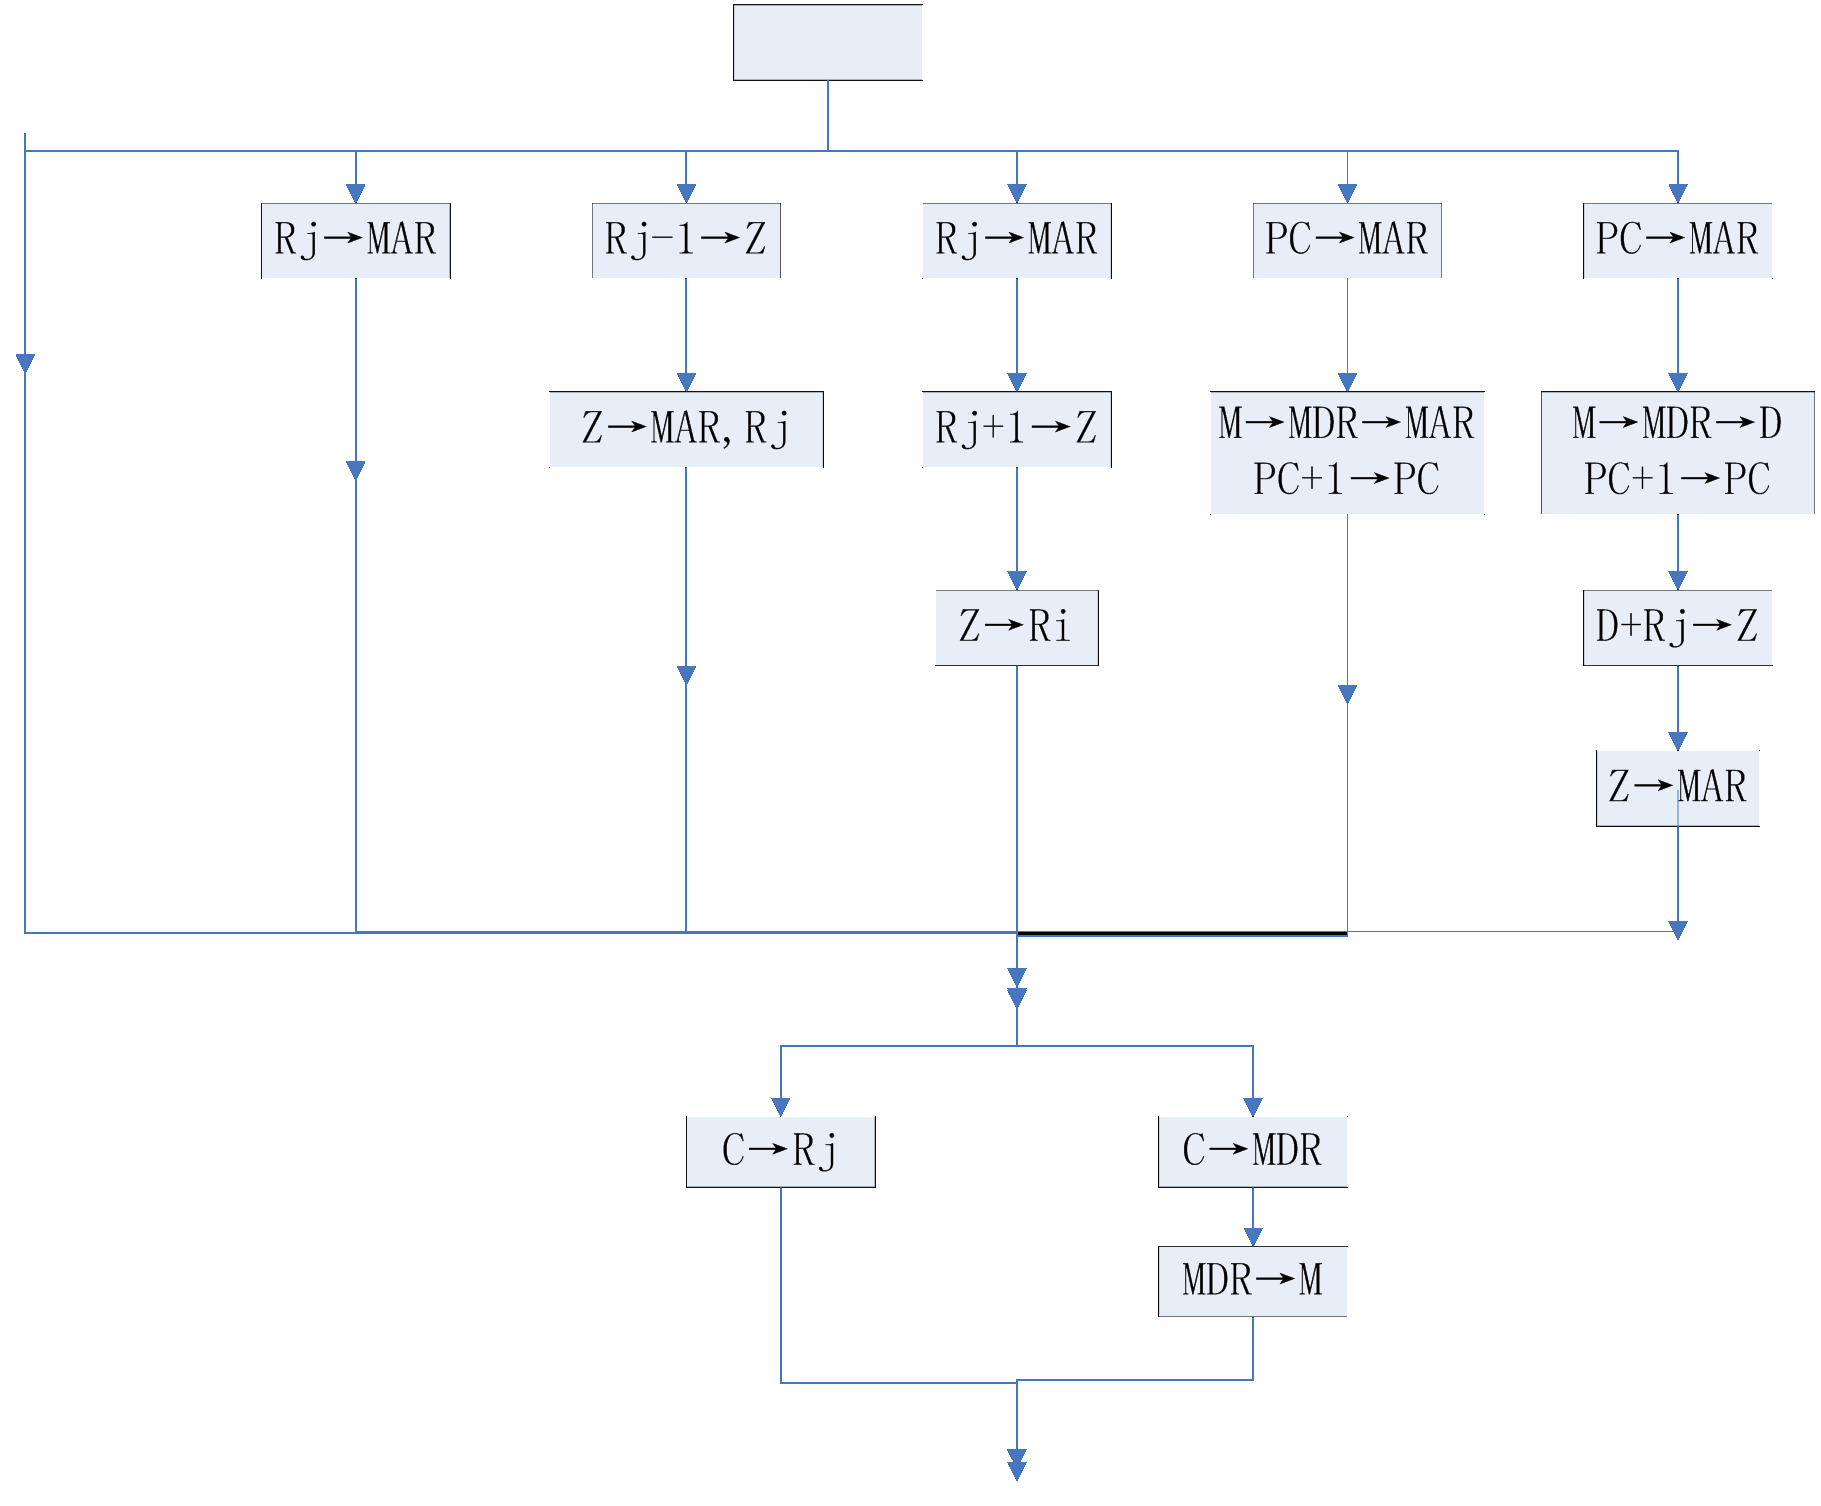 Rj→MAR
Rj-1→Z
Rj→MAR
PC→MAR
PC→MAR
Z→MAR,Rj
Rj+1→Z
M→MDR→MAR
PC+1→PC
M→MDR→D
PC+1→PC
Z→Ri
D+Rj→Z
Z→MAR
C→Rj
C→MDR
MDR→M